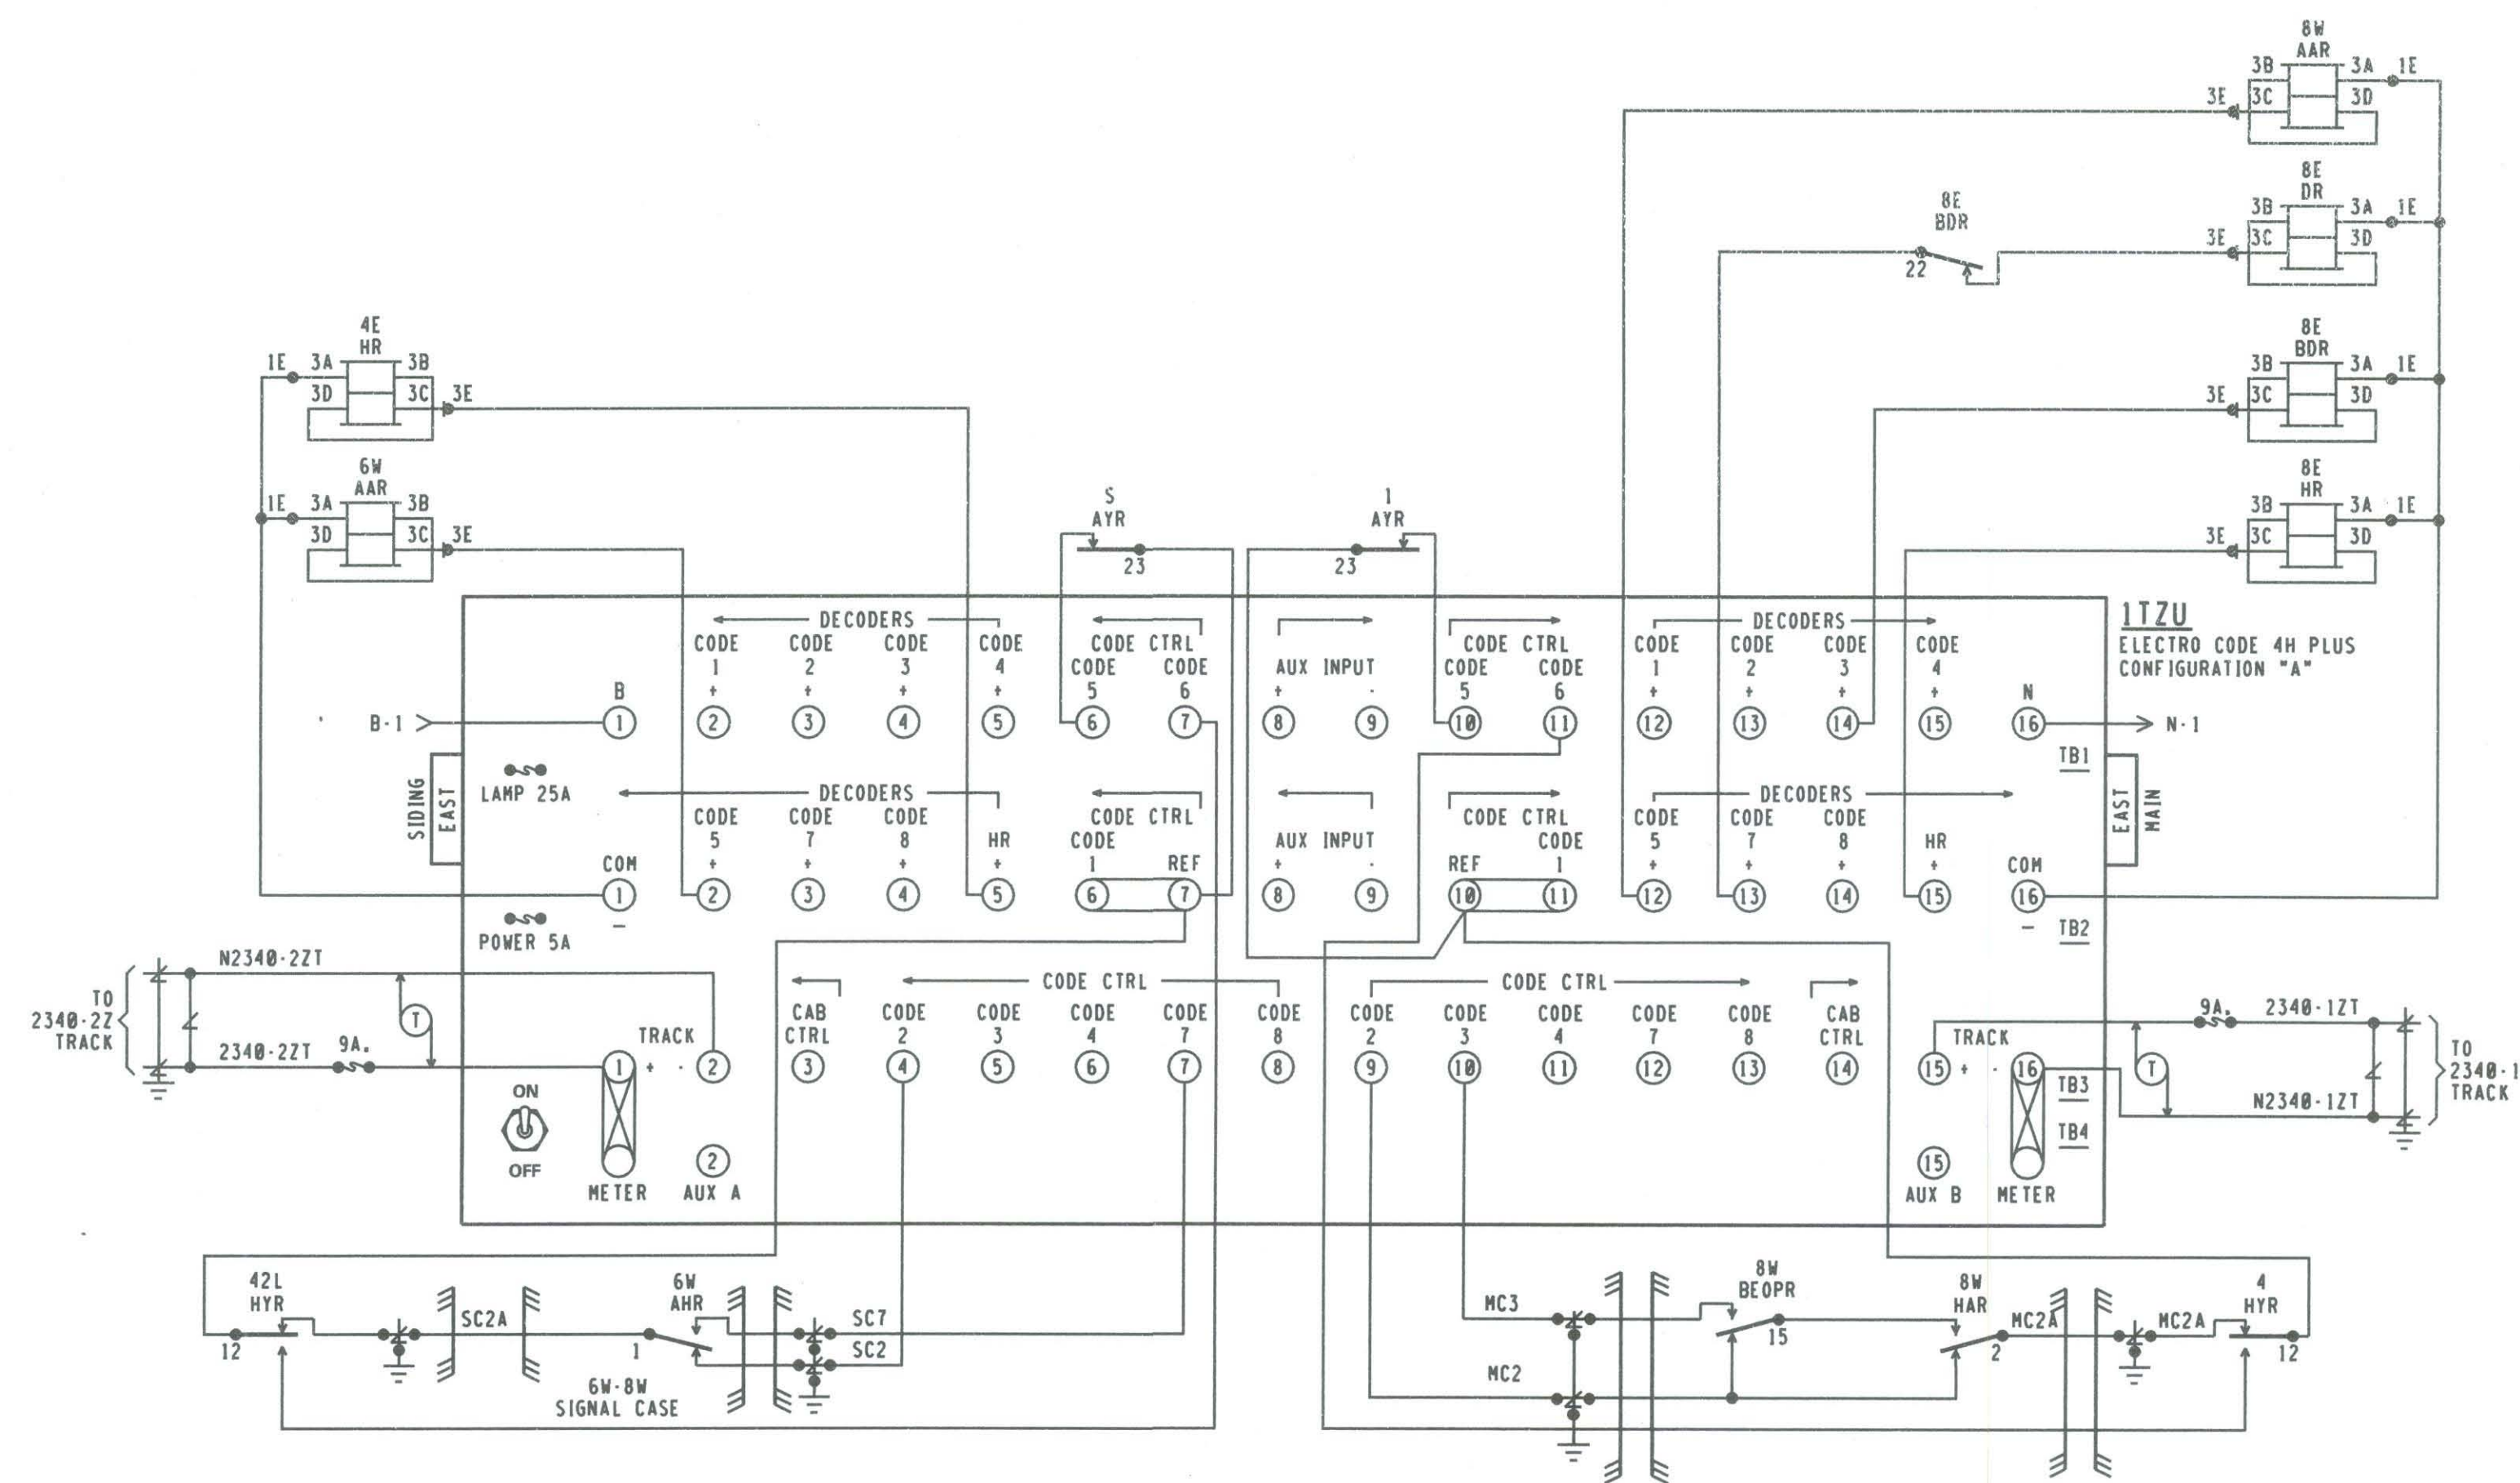 8W
AAR
3B 3A 1E
3E 3C 3D
8E
DR
3B 3A 1E
3E 3C 3D
8E
BDR
22
8E
BDR
3B 3A 1E
3E 3C 3D
8E
HR
3B 3A 1E
3E 3C 3D
4E
HR
1E 3A 3B
3D 3C 3E
6W
AAR
1E 3A 3B
3D 3C 3E
S
AYR
23
1
AYR
23
1TZU
ELECTRO CODE 4H PLUS
CONFIGURATION "A"
DECODERS CODE CTRL AUX INPUT CODE CTRL DECODERS
CODE CODE CODE CODE CODE CODE CODE CODE CODE CODE CODE CODE
B 1 2 3 4 5 6 5 6 1 2 3 4 N
+ + + + + - + + + +
B-1 1 2 3 4 5 6 7 8 9 10 11 12 13 14 15 16 N-1
TB1
SIDING
EAST
LAMP 25A
EAST
MAIN
DECODERS CODE CTRL AUX INPUT CODE CTRL DECODERS
CODE CODE CODE CODE CODE CODE CODE CODE
COM 5 7 8 HR 1 REF REF 1 5 7 8 HR COM
+ + + + + - + + + +
1 2 3 4 5 6 7 8 9 10 11 12 13 14 15 16
- -
TB2
POWER 5A
N2340-2ZT
TO
2340-2Z
TRACK
T
2340-2ZT 9A.
CODE CTRL CODE CTRL
CAB CODE CODE CODE CODE CODE CODE CODE CODE CODE CODE CAB
TRACK CTRL 2 3 4 7 8 2 3 4 7 8 CTRL TRACK
1 + - 2 3 4 5 6 7 8 9 10 11 12 13 14 15 + - 16
TB3
9A. 2340-1ZT
T
TO
2340-1
TRACK
N2340-1ZT
TB4
ON
OFF
2
METER AUX A
15
AUX B METER
42L
HYR
12
SC2A
6W
AHR
1
SC7
SC2
6W-8W
SIGNAL CASE
MC3
MC2
8W
BEOPR
15
8W
HAR
2
MC2A
MC2A
4
HYR
12